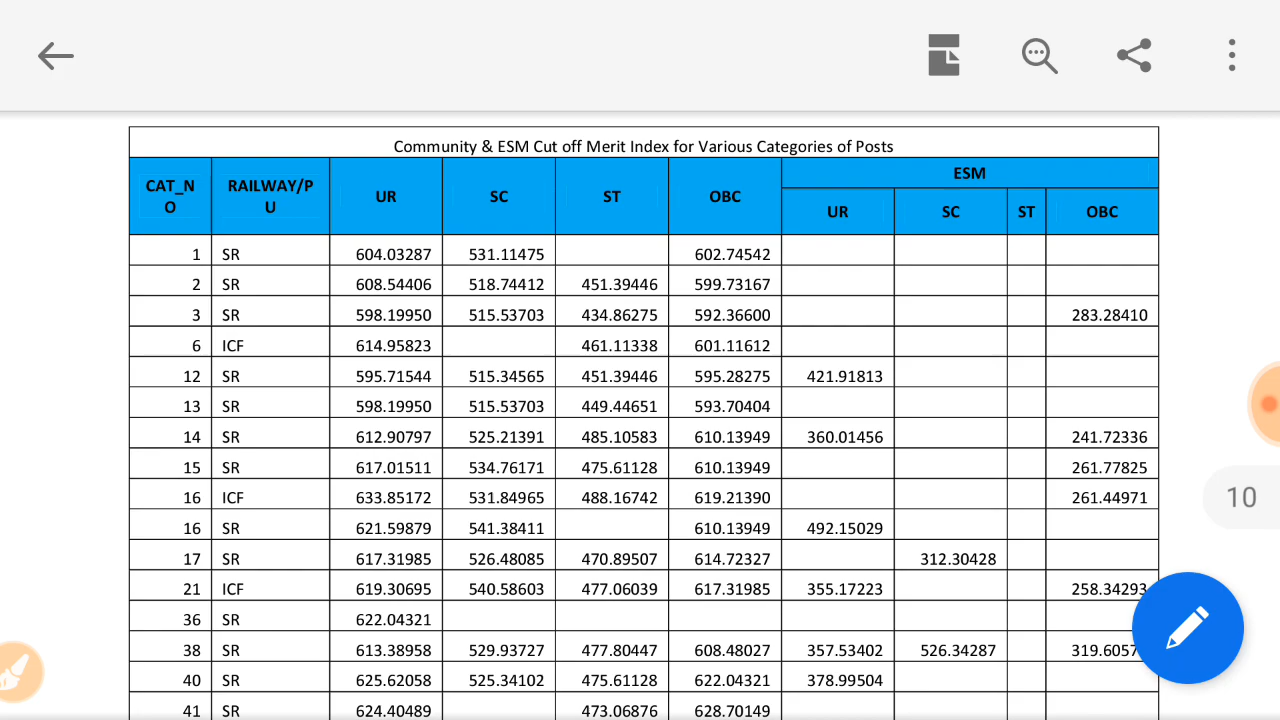 Community & ESM Cut off Merit Index for Various Categories of Posts
CAT_NO RAILWAY/PU UR SC ST OBC ESM
UR SC ST OBC
1 SR 604.03287 531.11475 602.74542
2 SR 608.54406 518.74412 451.39446 599.73167
3 SR 598.19950 515.53703 434.86275 592.36600 283.28410
6 ICF 614.95823 461.11338 601.11612
12 SR 595.71544 515.34565 451.39446 595.28275 421.91813
13 SR 598.19950 515.53703 449.44651 593.70404
14 SR 612.90797 525.21391 485.10583 610.13949 360.01456 241.72336
15 SR 617.01511 534.76171 475.61128 610.13949 261.77825
16 ICF 633.85172 531.84965 488.16742 619.21390 261.44971
10
16 SR 621.59879 541.38411 610.13949 492.15029
17 SR 617.31985 526.48085 470.89507 614.72327 312.30428
21 ICF 619.30695 540.58603 477.06039 617.31985 355.17223 258.34293
36 SR 622.04321
38 SR 613.38958 529.93727 477.80447 608.48027 357.53402 526.34287 319.6057
40 SR 625.62058 525.34102 475.61128 622.04321 378.99504
41 SR 624.40489 473.06876 628.70149